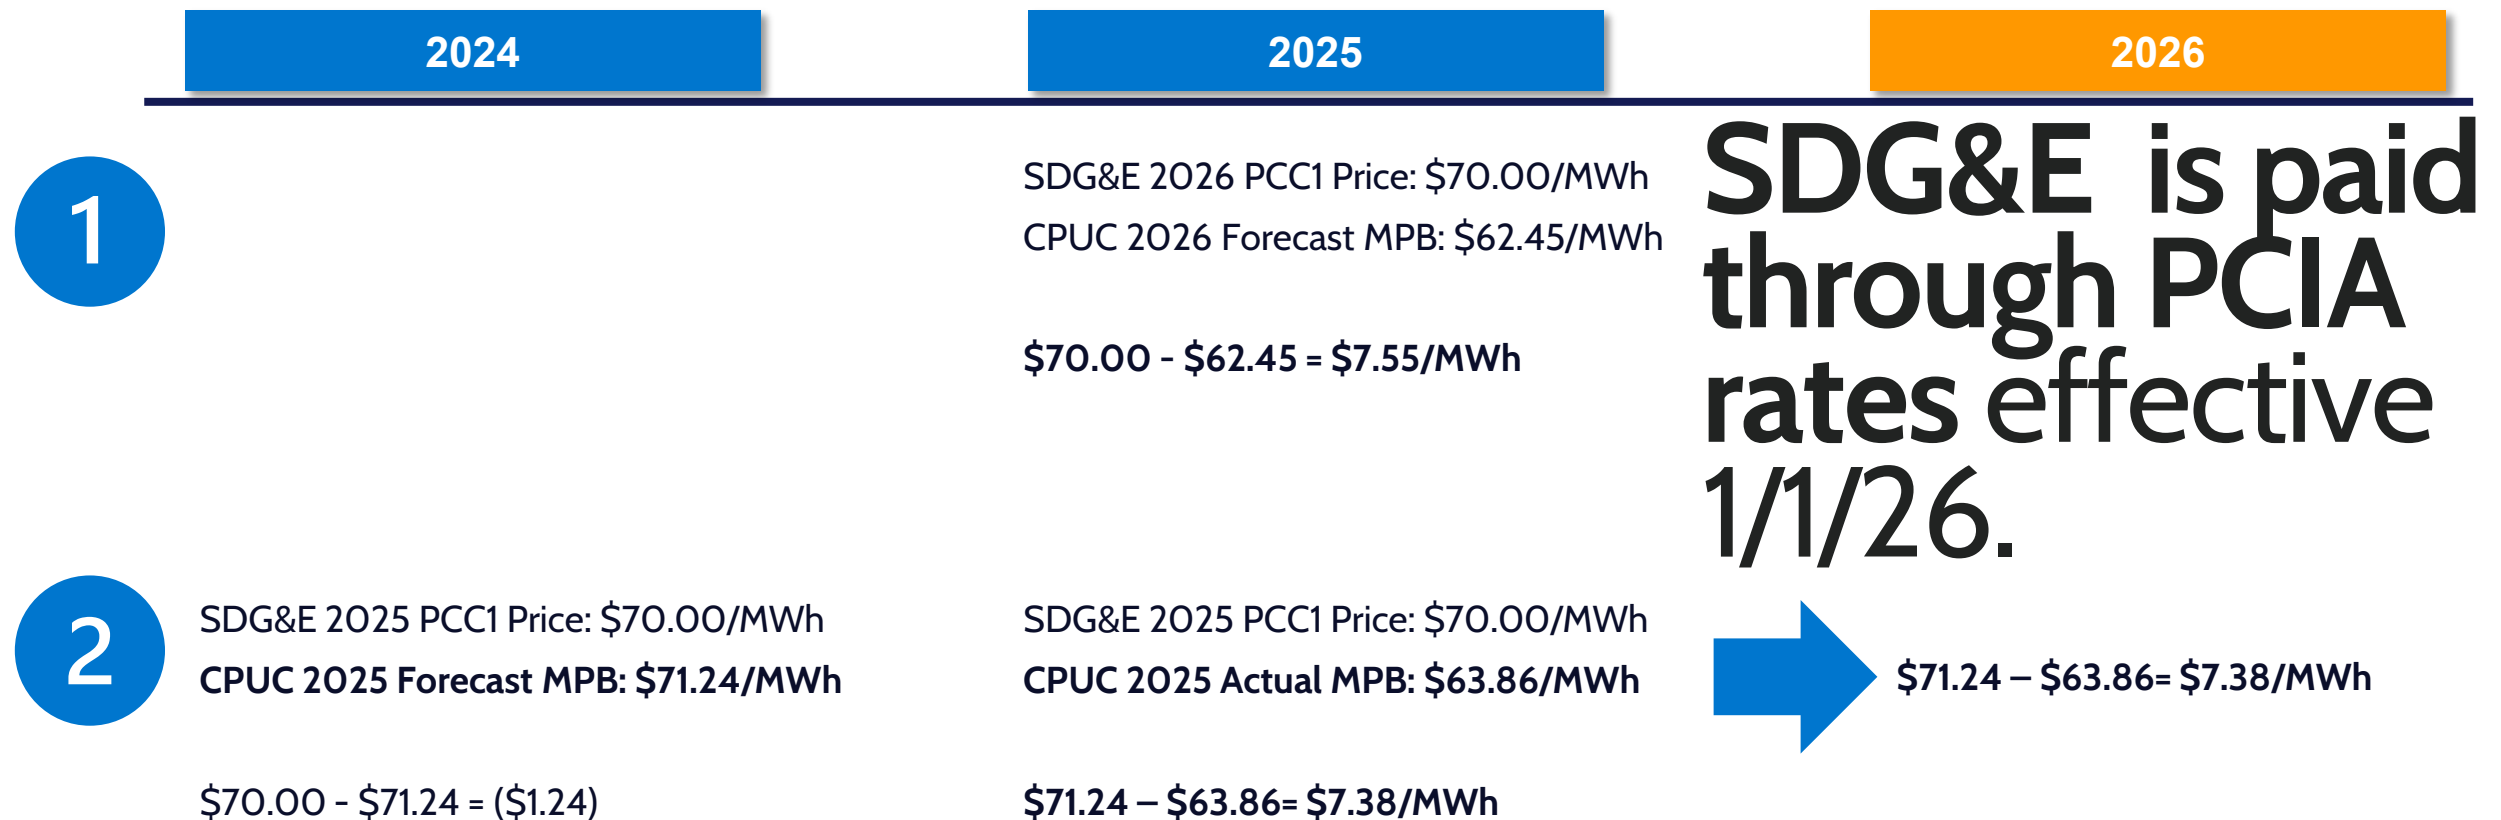 2024
2025
2026
1
SDG&E 2026 PCC1 Price: $70.00/MWh
CPUC 2026 Forecast MPB: $62.45/MWh
$70.00 - $62.45 = $7.55/MWh
SDG&E is paid
through PCIA
rates effective
1/1/26.
2
SDG&E 2025 PCC1 Price: $70.00/MWh
CPUC 2025 Forecast MPB: $71.24/MWh
$70.00 - $71.24 = ($1.24)
SDG&E 2025 PCC1 Price: $70.00/MWh
CPUC 2025 Actual MPB: $63.86/MWh
$71.24 – $63.86= $7.38/MWh
$71.24 – $63.86= $7.38/MWh